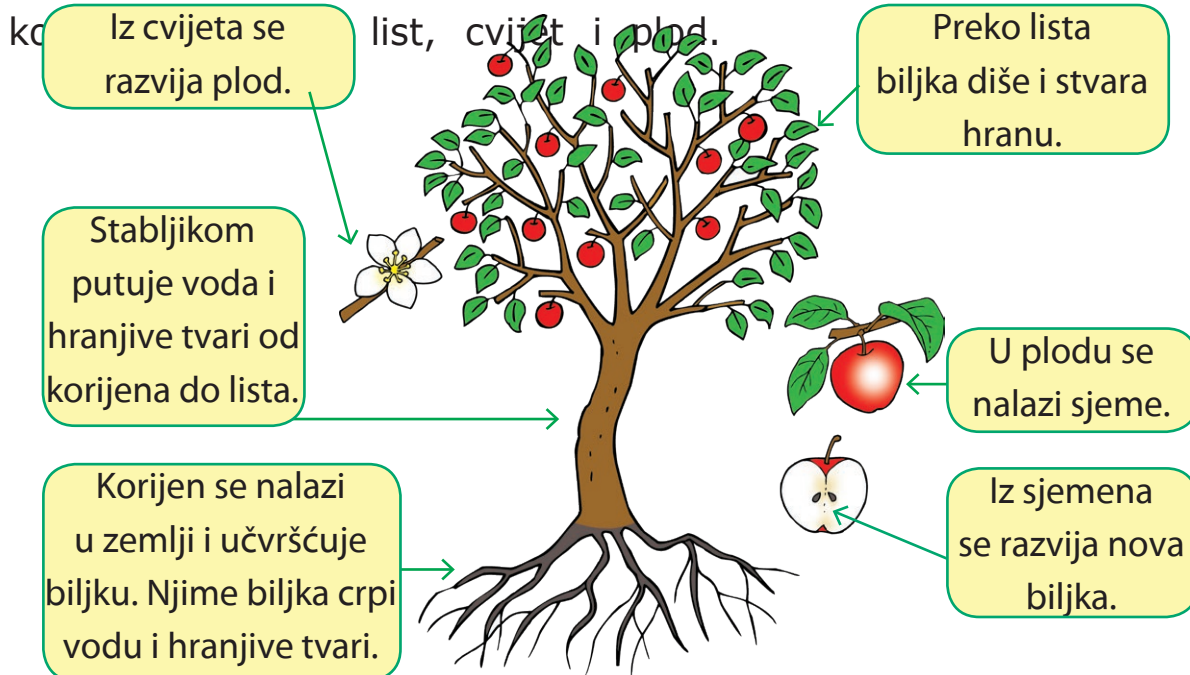 list, cvijet i plod.
Iz cvijeta se
razvija plod.
Preko lista
biljka diše i stvara
hranu.
Stabljikom
putuje voda i
hranjive tvari od
korijena do lista.
U plodu se
nalazi sjeme.
Korijen se nalazi
u zemlji i učvršćuje
biljku. Njime biljka crpi
vodu i hranjive tvari.
Iz sjemena
se razvija nova
biljka.